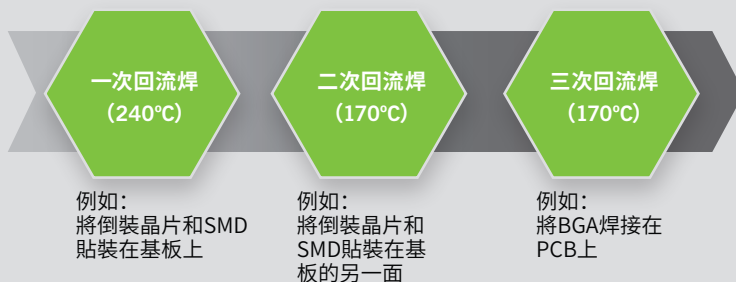 一次回流焊
（240℃）
二次回流焊
（170℃）
三次回流焊
（170℃）
例如：
將倒裝晶片和SMD
貼裝在基板上
例如：
將倒裝晶片和
SMD貼裝在基
板的另一面
例如：
將BGA焊接在
PCB上